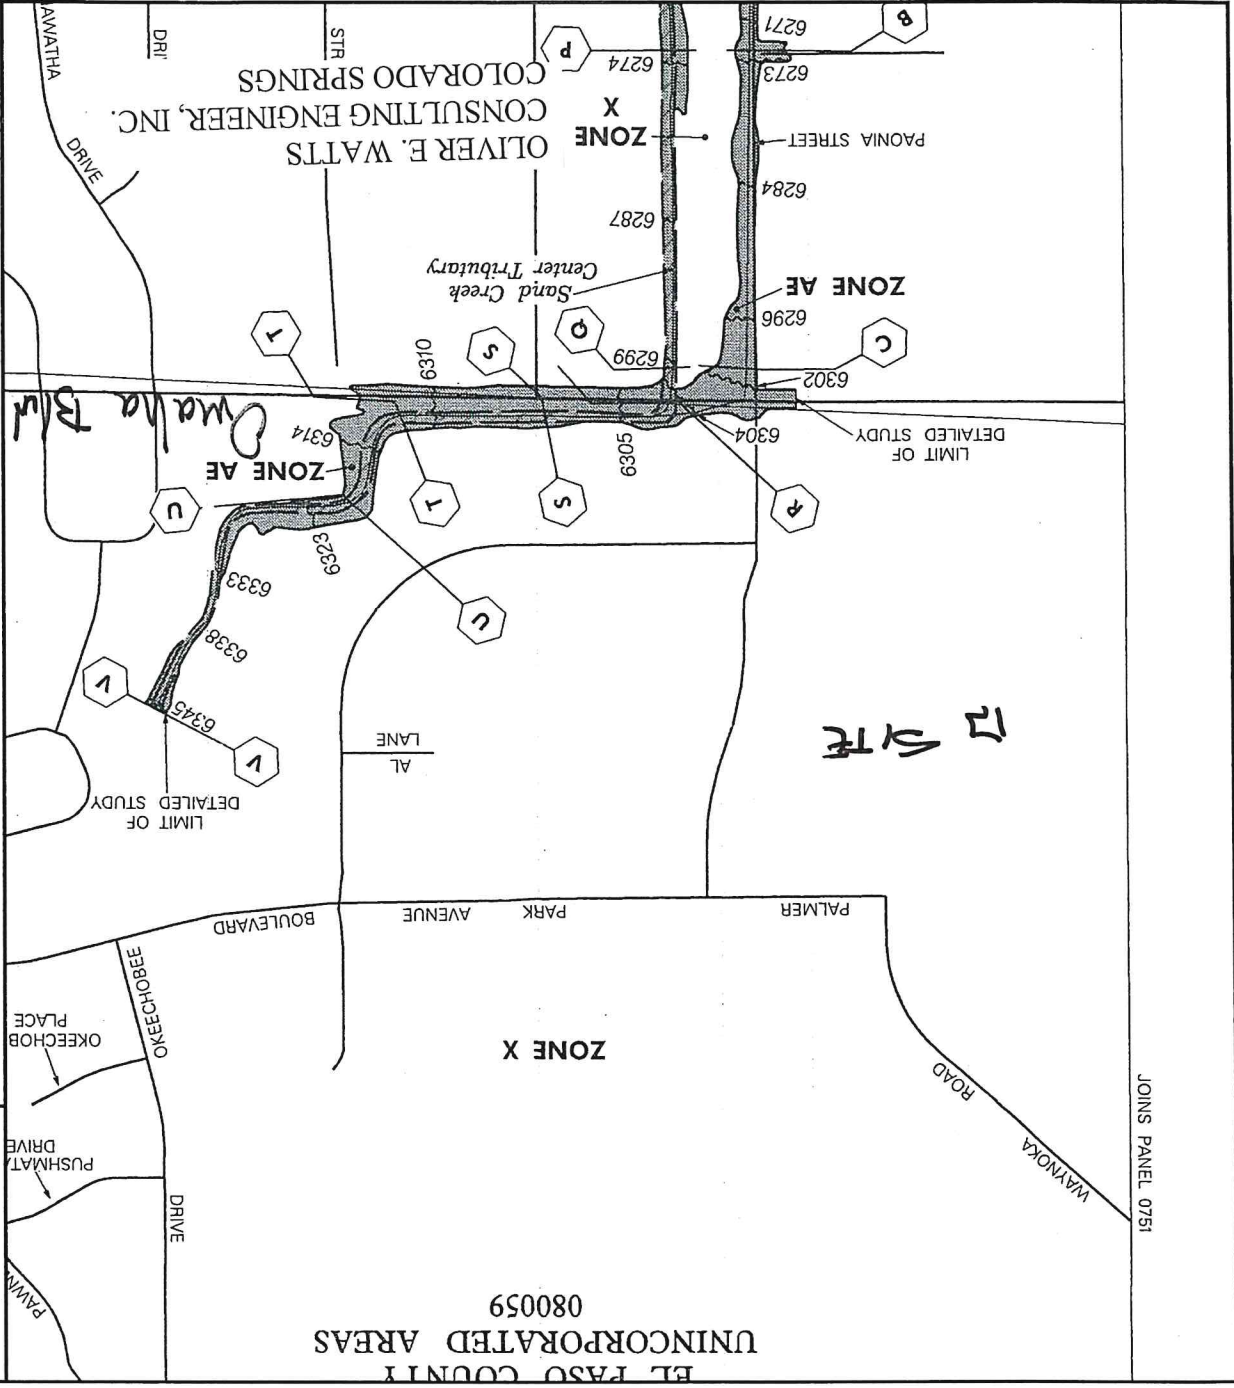 EL PASO COUNTY
UNINCORPORATED AREAS
080059
JOINS PANEL 0751
WAYNOKA
ROAD
ZONE X
DRIVE
PUSHMATA
DRIVE
PAWN
OKEECHOB
PLACE
OKEECHOBEE
PALMER
PARK
AVENUE
BOULEVARD
LIMIT OF
DETAILED STUDY
AL
LANE
SITE
V
V
6345
6338
6333
6323
U
U
R
S
T
ZONE AE
6314
LIMIT OF
DETAILED STUDY
6304
6305
Omaha Blvd
6302
C
6299
6310
Q
S
T
6296
ZONE AE
Sand Creek
Center Tributary
6287
6284
PAONIA STREET
ZONE
X
OLIVER E. WATTS
CONSULTING ENGINEER, INC.
COLORADO SPRINGS
DRIVE
6273
6274
P
B
6271
STR
DRI
AWATHA